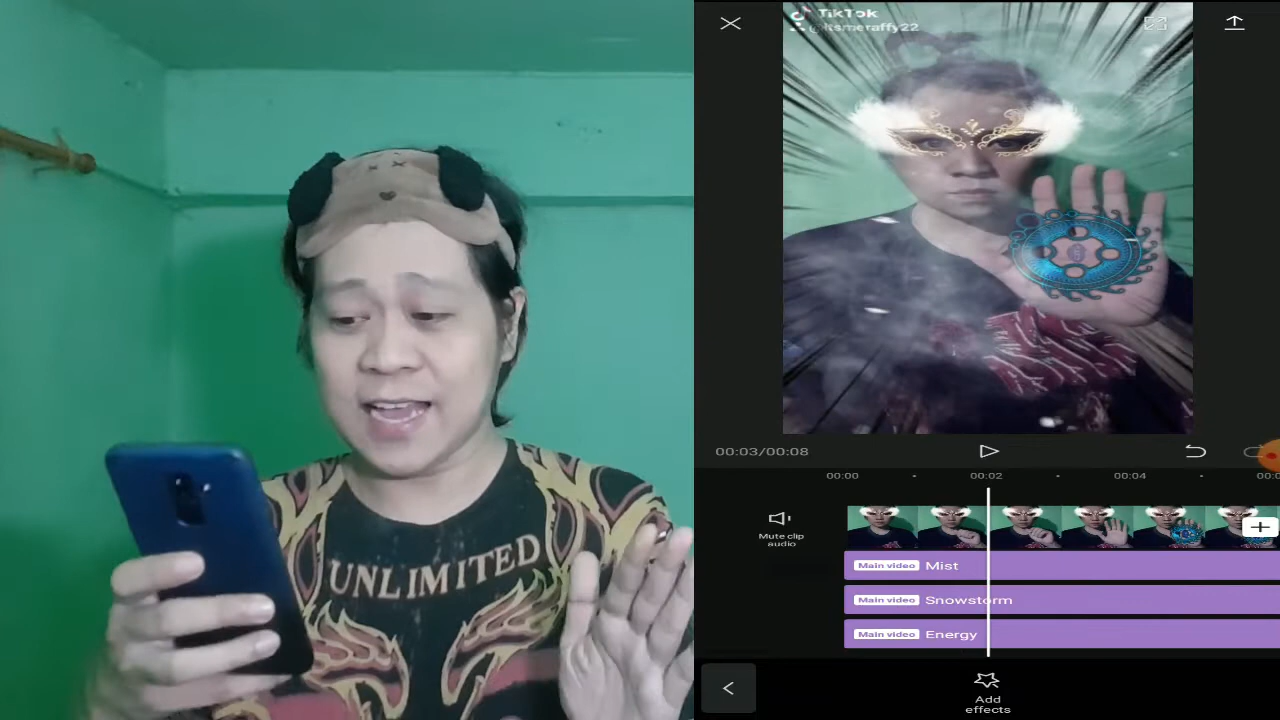 UNLIMITED
TikTok
@itsmeraffy22
00:03/00:08
00:00
00:02
00:04
Mute clip
audio
Main video Mist
Main video Snowstorm
Main video Energy
Add
effects